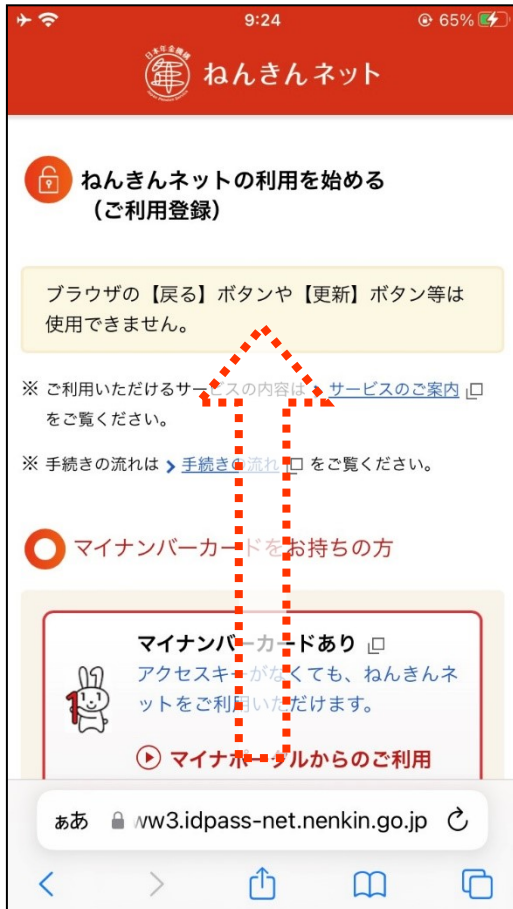 9:24
65%
日本年金機構
年
ねんきんネット
ねんきんネットの利用を始める
（ご利用登録）
ブラウザの【戻る】ボタンや【更新】ボタン等は
使用できません。
※ ご利用いただけるサービスの内容は サービスのご案内
をご覧ください。
※ 手続きの流れは 手続きの流れ をご覧ください。
マイナンバーカードをお持ちの方
マイナンバーカードあり
アクセスキーがなくても、ねんきんネ
ットをご利用いただけます。
1
マイナポータルからのご利用
ぁあ ww3.idpass-net.nenkin.go.jp